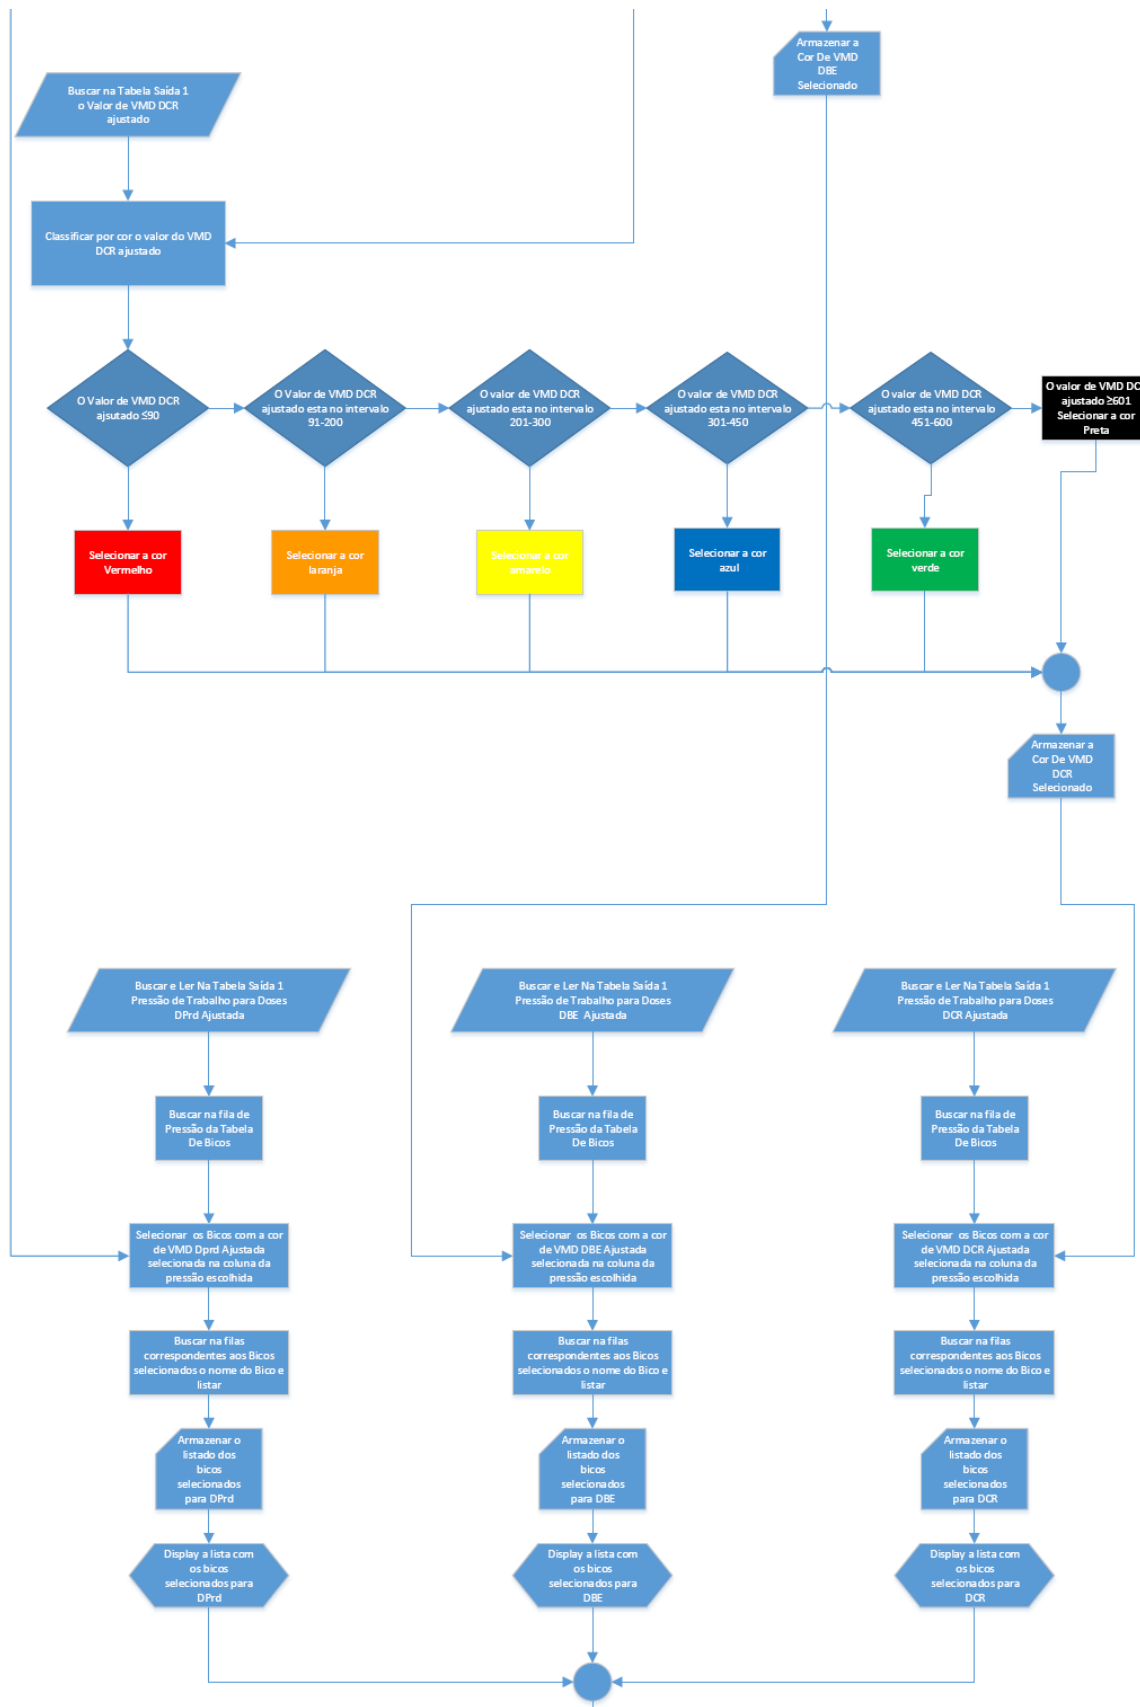 Armazenar a
Cor De VMD
DBE
Selecionado
Buscar na Tabela Saída 1
o Valor de VMD DCR
ajustado
Classificar por cor o valor do VMD
DCR ajustado
O Valor de VMD DCR
ajsutado ≤90
O Valor de VMD DCR
ajustado esta no intervalo
91-200
O valor de VMD DCR
ajustado esta no intervalo
201-300
O valor de VMD DCR
ajustado esta no intervalo
301-450
O valor de VMD DCR
ajustado esta no intervalo
451-600
O valor de VMD DC
ajustado ≥601
Selecionar a cor
Preta
Selecionar a cor
Vermelho
Selecionar a cor
laranja
Selecionar a cor
amarelo
Selecionar a cor
azul
Selecionar a cor
verde
Armazenar a
Cor De VMD
DCR
Selecionado
Buscar e Ler Na Tabela Saída 1
Pressão de Trabalho para Doses
DPrd Ajustada
Buscar e Ler Na Tabela Saída 1
Pressão de Trabalho para Doses
DBE Ajustada
Buscar e Ler Na Tabela Saída 1
Pressão de Trabalho para Doses
DCR Ajustada
Buscar na fila de
Pressão da Tabela
De Bicos
Buscar na fila de
Pressão da Tabela
De Bicos
Buscar na fila de
Pressão da Tabela
De Bicos
Selecionar os Bicos com a cor
de VMD Dprd Ajustada
selecionada na coluna da
pressão escolhida
Selecionar os Bicos com a cor
de VMD DBE Ajustada
selecionada na coluna da
pressão escolhida
Selecionar os Bicos com a cor
de VMD DCR Ajustada
selecionada na coluna da
pressão escolhida
Buscar na filas
correspondentes aos Bicos
selecionados o nome do Bico e
listar
Buscar na filas
correspondentes aos Bicos
selecionados o nome do Bico e
listar
Buscar na filas
correspondentes aos Bicos
selecionados o nome do Bico e
listar
Armazenar o
listado dos
bicos
selecionados
para DPrd
Armazenar o
listado dos
bicos
selecionados
para DBE
Armazenar o
listado dos
bicos
selecionados
para DCR
Display a lista com
os bicos
selecionados para
DPrd
Display a lista com
os bicos
selecionados para
DBE
Display a lista com
os bicos
selecionados para
DCR